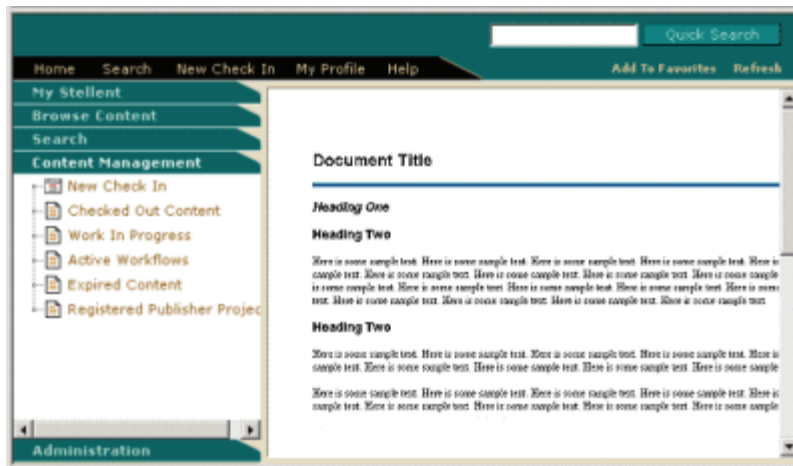 Quick Search
Home Search New Check In My Profile Help Add To Favorites Refresh
My Stellent
Browse Content
Search
Content Management
New Check In
Checked Out Content
Work In Progress
Active Workflows
Expired Content
Registered Publisher Projec
Administration
Document Title
Heading One
Heading Two
Here is some sample text. Here is some sample text. Here is some sample text. Here is some sample text. Here is
sample text. Here is some sample text. Here is some sample text. Here is some sample text. Here is some sample
is some sample text. Here is some sample text. Here is some sample text. Here is some sample text. Here is some
text. Here is some sample text. Here is some sample text. Here is some sample text. Here is some sample text.
Heading Two
Here is some sample text. Here is some sample text. Here is some sample text. Here is some sample text. Here is
sample text. Here is some sample text. Here is some sample text. Here is some sample text. Here is some sample
Here is some sample text. Here is some sample text. Here is some sample text. Here is some sample text. Here is
sample text. Here is some sample text. Here is some sample text. Here is some sample text. Here is some sample